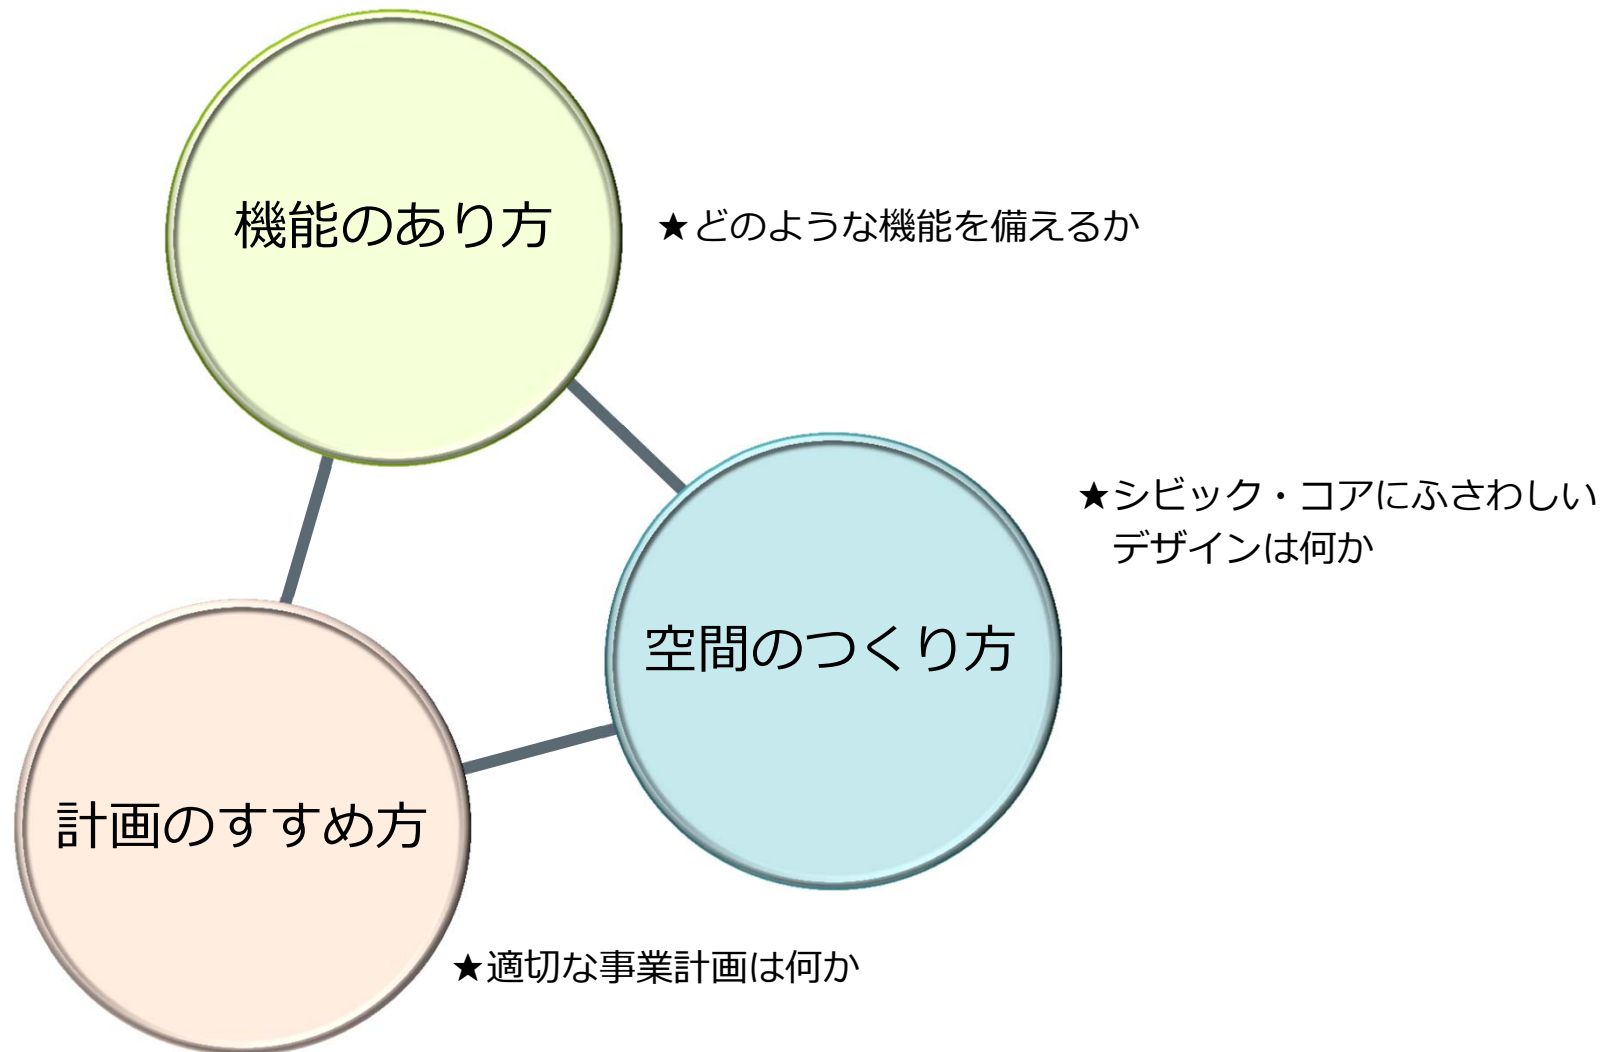 機能のあり方
★どのような機能を備えるか
★シビック・コアにふさわしい
デザインは何か
空間のつくり方
計画のすすめ方
★適切な事業計画は何か